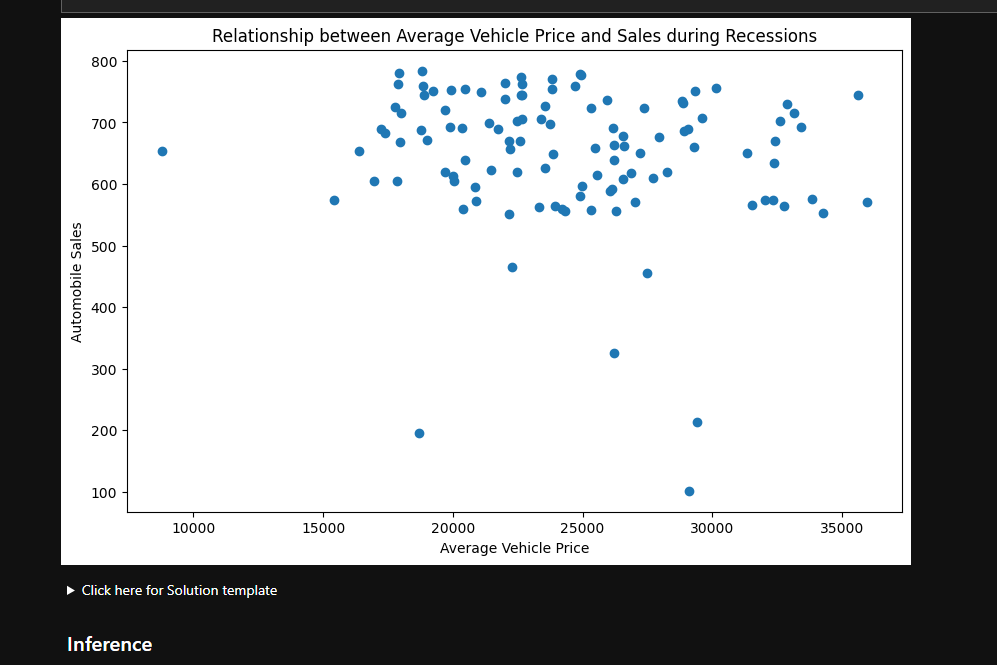 Relationship between Average Vehicle Price and Sales during Recessions
800
700
600
500
400
300
200
100
Automobile Sales
10000 15000 20000 25000 30000 35000
Average Vehicle Price
▶ Click here for Solution template
Inference